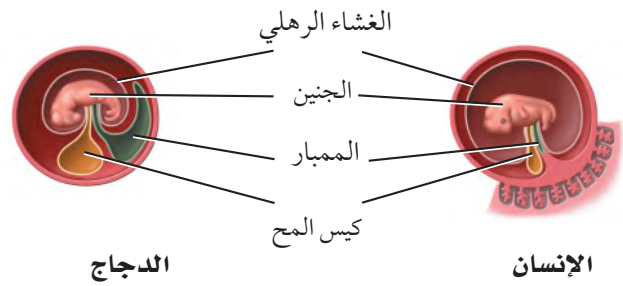 الغشاء الرهلي
الجنين
الممبار
كيس المح
الإنسان
الدجاج